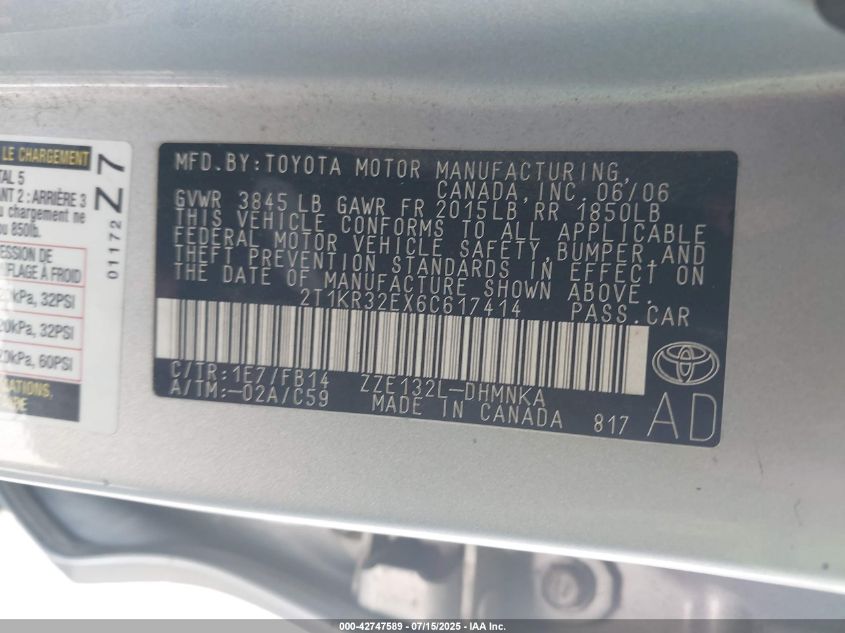 LE CHARGEMENT
TAL 5
ANT 2 : ARRIÈRE 3
u chargement ne
ou 850lb.
ESSION DE
FLAGE À FROID
kPa, 32PSI
20kPa, 32PSI
0kPa, 60PSI
ATIONS,
RE
01172 Z7
MFD.BY:TOYOTA MOTOR MANUFACTURING,
CANADA, INC. 06/06
GVWR 3845 LB GAWR FR 2015LB RR 1850LB
THIS VEHICLE CONFORMS TO ALL APPLICABLE
FEDERAL MOTOR VEHICLE SAFETY, BUMPER, AND
THEFT PREVENTION STANDARDS IN EFFECT ON
THE DATE OF MANUFACTURE SHOWN ABOVE.
2T1KR32EX6C617414 PASS.CAR
C/TR:1E7/FB14 ZZE132L-DHMNKA
A/TM:-02A/C59 MADE IN CANADA 817 AD
000-42747589 - 07/15/2025 - IAA Inc.